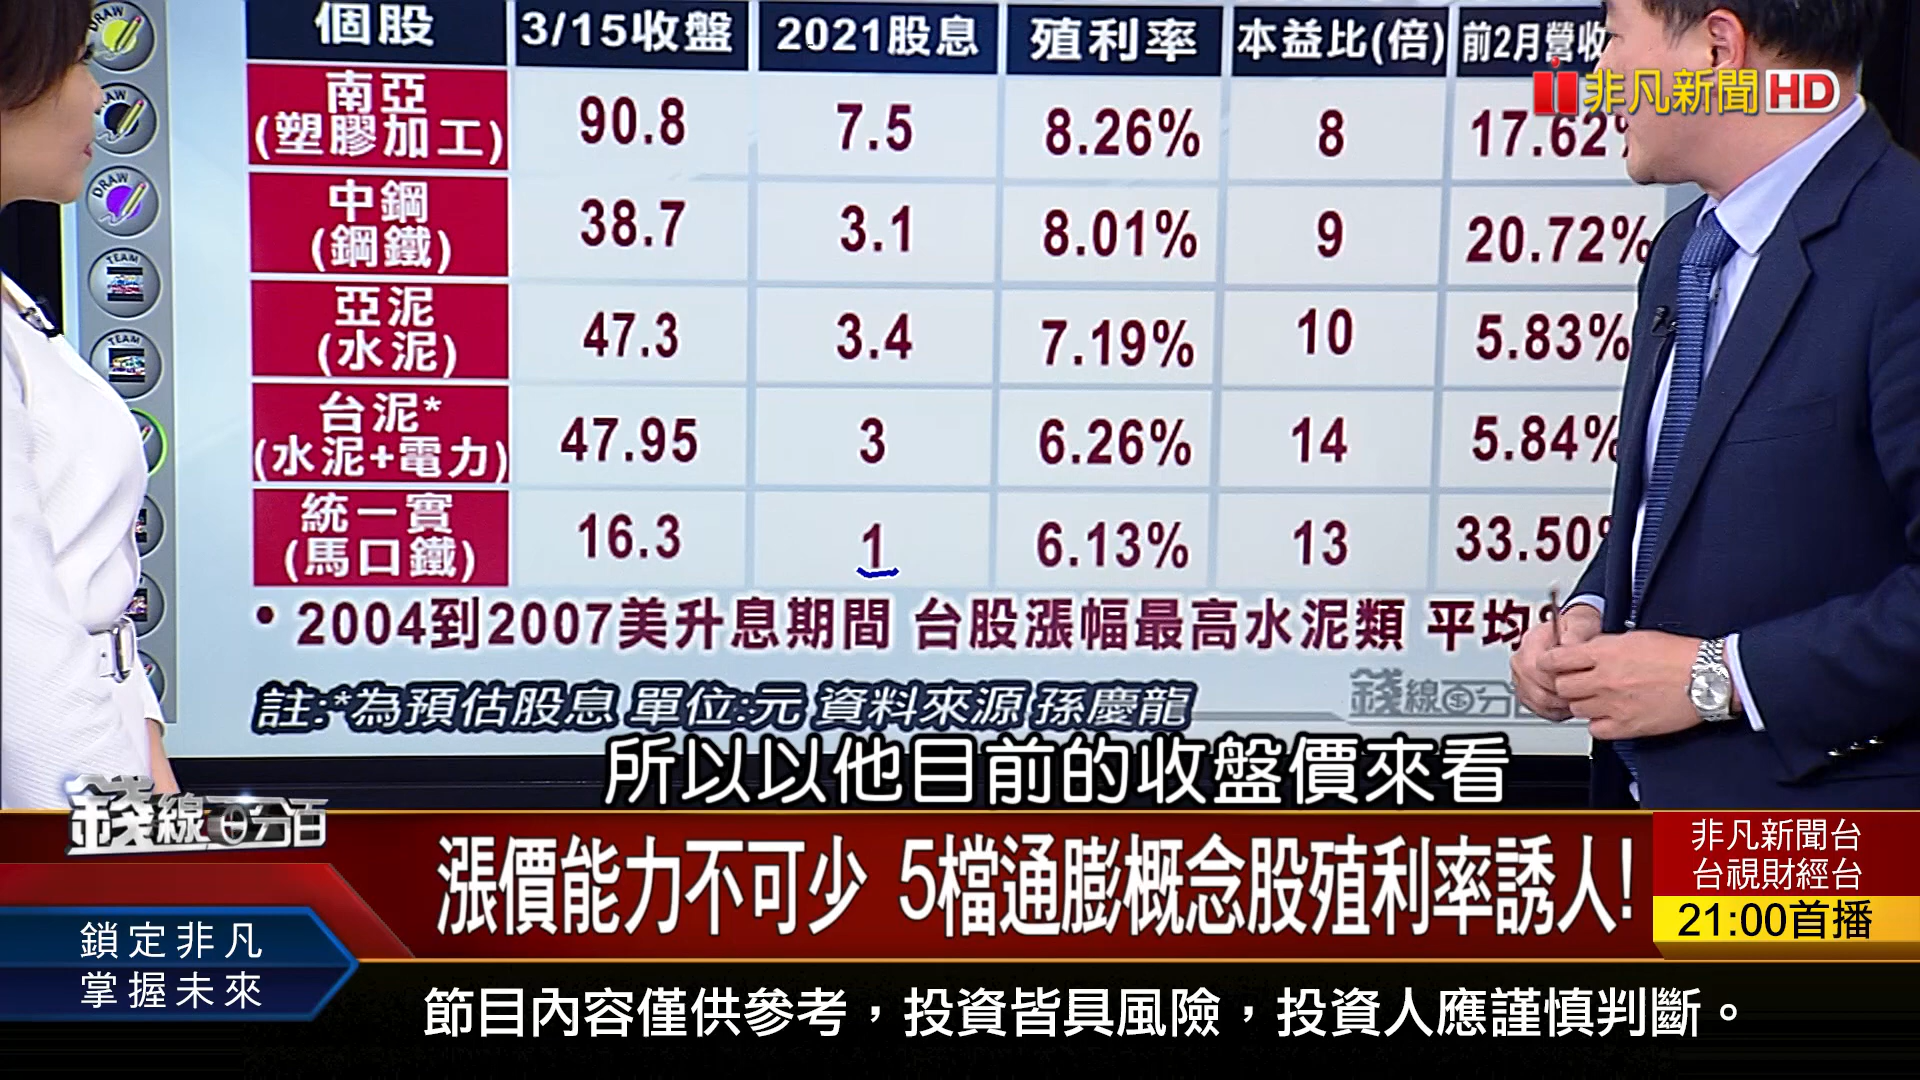 個股 3/15收盤 2021股息 殖利率 本益比(倍) 前2月營收
南亞
(塑膠加工) 90.8 7.5 8.26% 8 17.62%
中鋼
(鋼鐵) 38.7 3.1 8.01% 9 20.72%
亞泥
(水泥) 47.3 3.4 7.19% 10 5.83%
台泥*
(水泥+電力) 47.95 3 6.26% 14 5.84%
統一實
(馬口鐵) 16.3 1 6.13% 13 33.50%
•2004到2007美升息期間 台股漲幅最高水泥類 平均
註:*為預估股息 單位:元 資料來源 孫慶龍
錢線百分百
非凡新聞HD
DRAW
DRAW
DRAW
TEAM
TEAM
所以以他目前的收盤價來看
錢線百分百
漲價能力不可少 5檔通膨概念股殖利率誘人!
非凡新聞台
台視財經台
21:00首播
鎖定非凡
掌握未來
節目內容僅供參考，投資皆具風險，投資人應謹慎判斷。